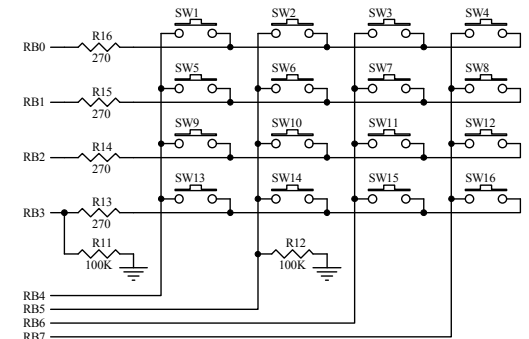 SW1 SW2 SW3 SW4
R16
RB0
270
SW5 SW6 SW7 SW8
R15
RB1
270
SW9 SW10 SW11 SW12
R14
RB2
270
SW13 SW14 SW15 SW16
R13
RB3
270
R11 R12
100K 100K
RB4
RB5
RB6
RB7